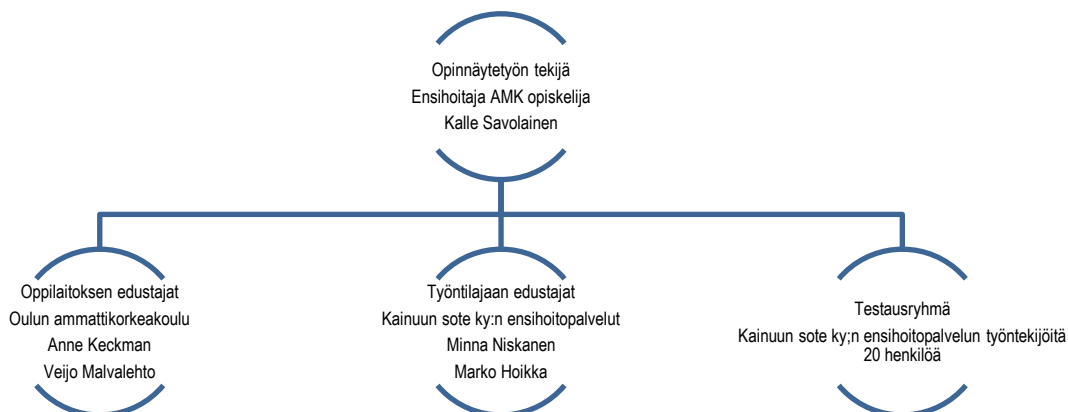 Opinnäytetyön tekijä
Ensihoitaja AMK opiskelija
Kalle Savolainen
Oppilaitoksen edustajat
Oulun ammattikorkeakoulu
Anne Keckman
Veijo Malvalehto
Työntilajaan edustajat
Kainuun sote ky:n ensihoitopalvelut
Minna Niskanen
Marko Hoikka
Testausryhmä
Kainuun sote ky;n ensihoitopalvelun työntekijöitä
20 henkilöä